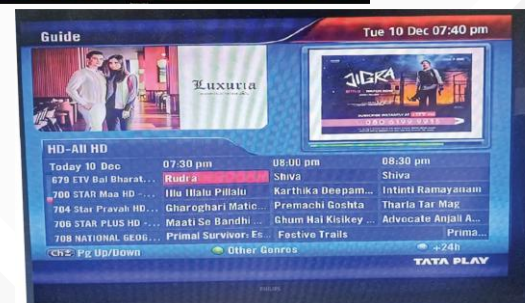 Guide
Tue 10 Dec 07:40 pm
Luxuria
JIGRA
080 6199 9955
HD-All HD
Today 10 Dec 07:30 pm 08:00 pm 08:30 pm
679 ETV Bal Bharat... Rudra Shiva Shiva
700 STAR Maa HD -... Illu Illalu Pillalu Karthika Deepam... Intinti Ramayanam
704 Star Pravah HD... Gharoghari Matic... Premachi Goshta Tharla Tar Mag
706 STAR PLUS HD -... Maati Se Bandhi ... Ghum Hai Kisikey ... Advocate Anjali A...
708 NATIONAL GEOG... Primal Survivor: Es... Festive Trails Prima...
Ch± Pg Up/Down Other Genres +24h
TATA PLAY
PHILIPS